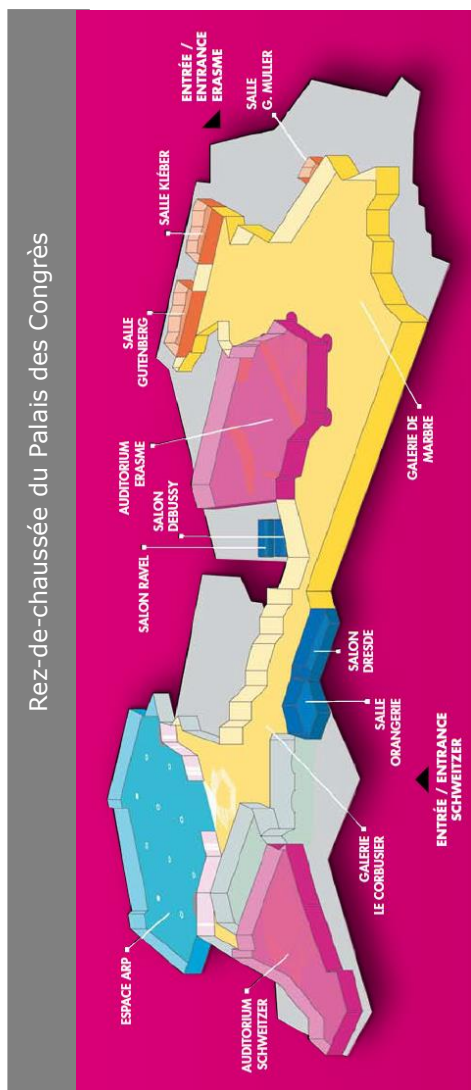 Rez-de-chaussée du Palais des Congrès
ESPACE ARP
SALON RAVEL
SALON
DEBUSSY
AUDITORIUM
ERASME
SALLE
GUTENBERG
SALLE KLÉBER
ENTRÉE /
ENTRANCE
ERASME
SALLE
G. MULLER
AUDITORIUM
SCHWEITZER
GALERIE
LE CORBUSIER
ENTRÉE / ENTRANCE
SCHWEITZER
SALLE
ORANGERIE
SALON
DRESDE
GALERIE DE
MARBRE